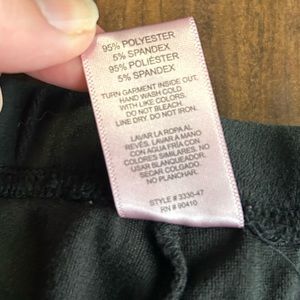 95% POLYESTER
5% SPANDEX
95% POLIÉSTER
5% SPANDEX
TURN GARMENT INSIDE OUT,
HAND WASH COLD
WITH LIKE COLORS.
DO NOT BLEACH.
LINE DRY. DO NOT IRON.
LAVAR LA ROPA AL
REVÉS, LAVAR A MANO
CON AGUA FRÍA CON
COLORES SIMILARES, NO
USAR BLANQUEADOR,
SECAR COLGADO.
NO PLANCHAR.
STYLE # 3336-47
RN # 90410